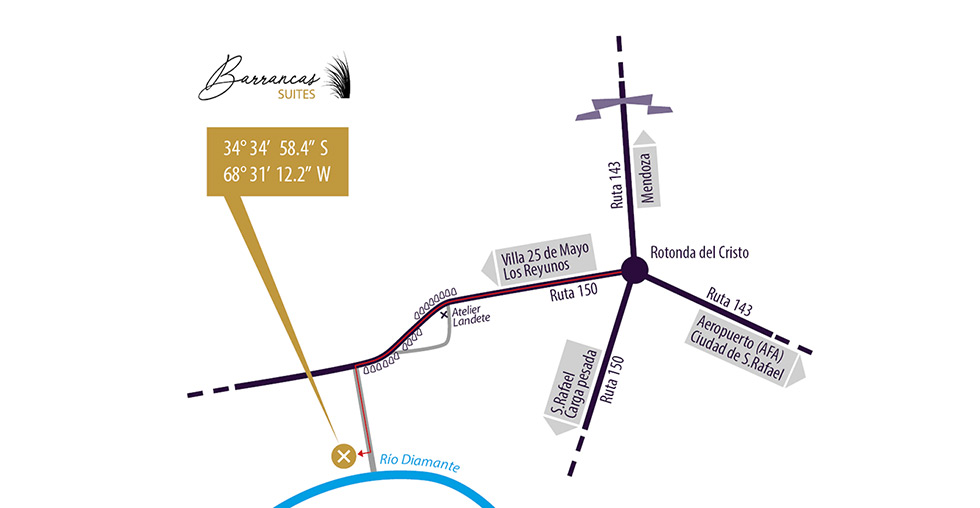 Barrancas
SUITES
34° 34’ 58.4” S
68° 31’ 12.2” W
Ruta 143
Mendoza
Rotonda del Cristo
Villa 25 de Mayo
Los Reyunos
Ruta 150
Atelier
Landete
Ruta 143
Aeropuerto (AFA)
Ciudad de S.Rafael
S.Rafael
Carga pesada
Ruta 150
Río Diamante